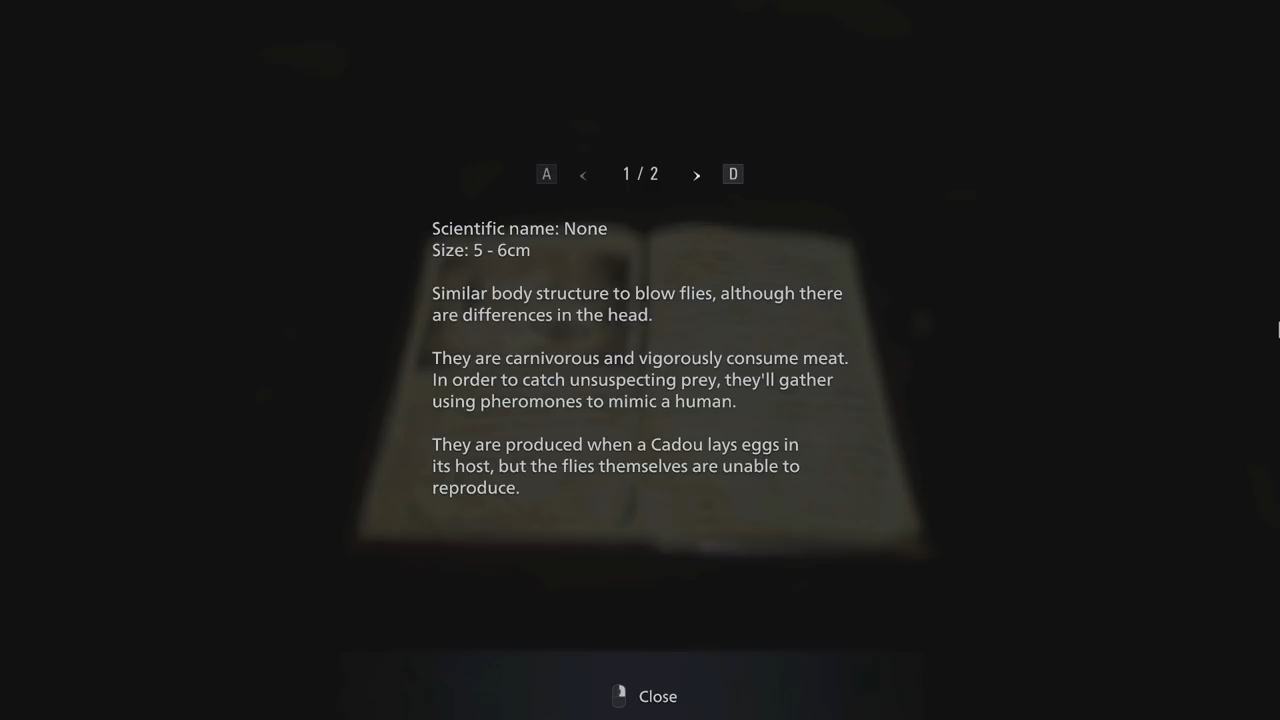 A < 1 / 2 > D
Scientific name: None
Size: 5 - 6cm
Similar body structure to blow flies, although there
are differences in the head.
They are carnivorous and vigorously consume meat.
In order to catch unsuspecting prey, they'll gather
using pheromones to mimic a human.
They are produced when a Cadou lays eggs in
its host, but the flies themselves are unable to
reproduce.
Close